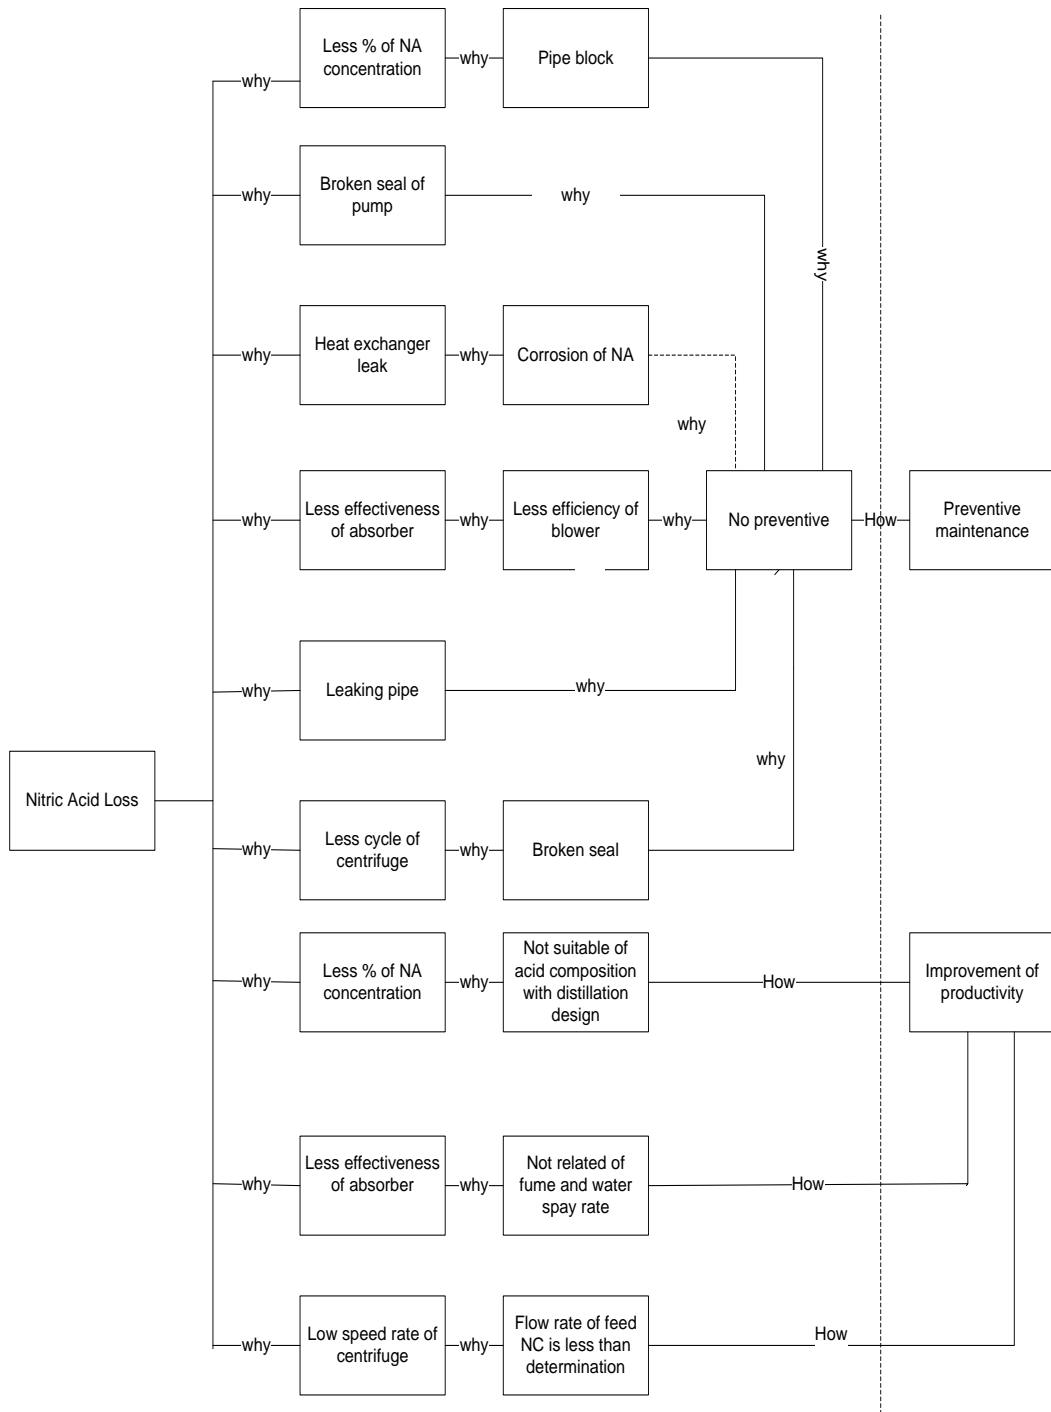 Less % of NA
concentration
why
why
Pipe block
why
Broken seal of
pump
why
why
Heat exchanger
leak
why
why
Corrosion of NA
why
Less effectiveness
of absorber
why
why
Less efficiency of
blower
why
No preventive
How
Preventive
maintenance
Leaking pipe
why
why
Nitric Acid Loss
why
Less cycle of
centrifuge
why
why
Broken seal
Less % of NA
concentration
why
why
Not suitable of
acid composition
with distillation
design
How
Improvement of
productivity
Less effectiveness
of absorber
why
why
Not related of
fume and water
spay rate
How
Low speed rate of
centrifuge
why
why
Flow rate of feed
NC is less than
determination
How